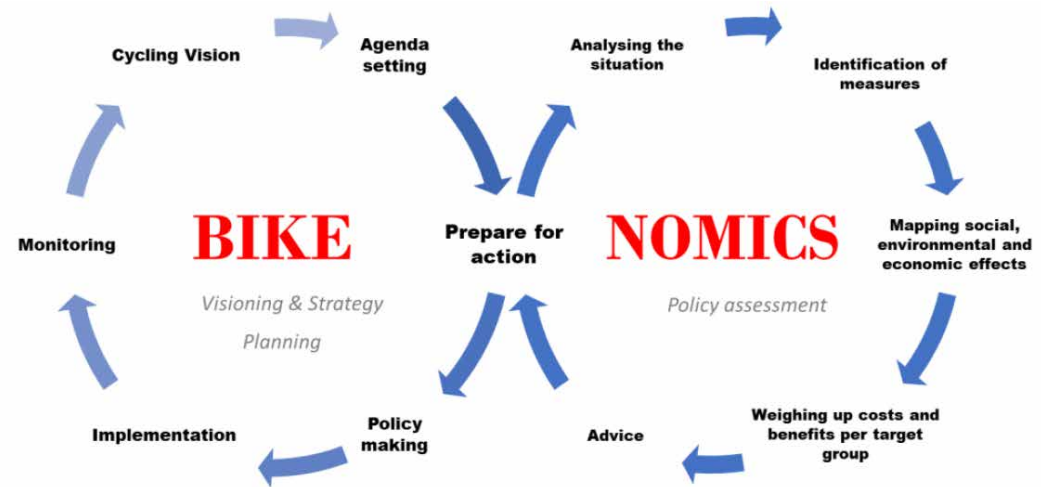 Cycling Vision
Agenda
setting
Analysing the
situation
Identification of
measures
Monitoring
BIKE
Visioning & Strategy
Planning
Prepare for
action
NOMICS
Policy assessment
Mapping social,
environmental and
economic effects
Implementation
Policy
making
Advice
Weighing up costs and
benefits per target
group